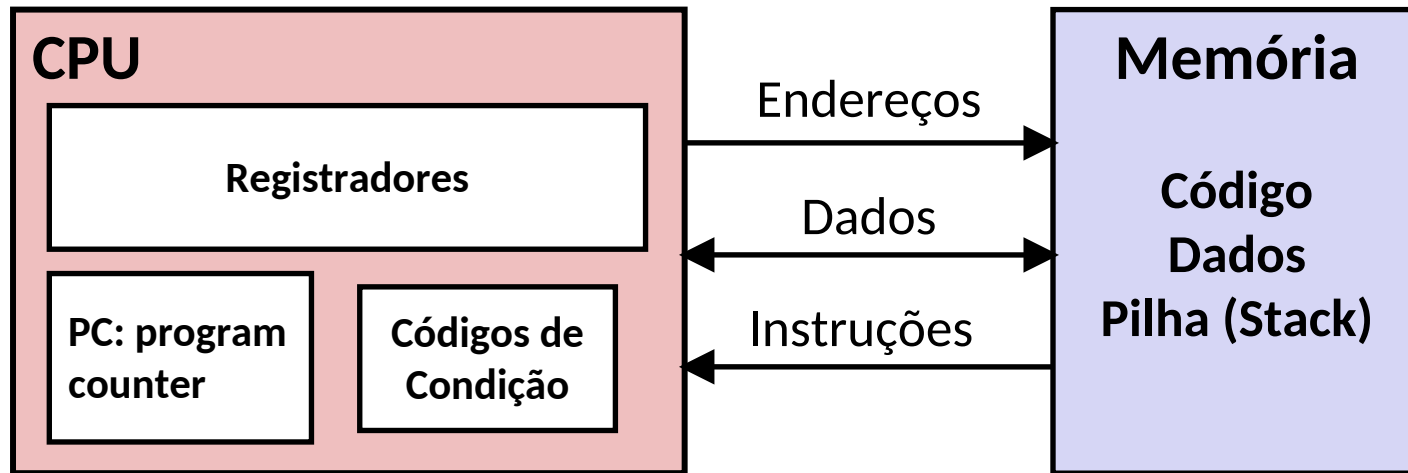 CPU
Registradores
PC: program
counter
Códigos de
Condição
Endereços
Dados
Instruções
Memória
Código
Dados
Pilha (Stack)